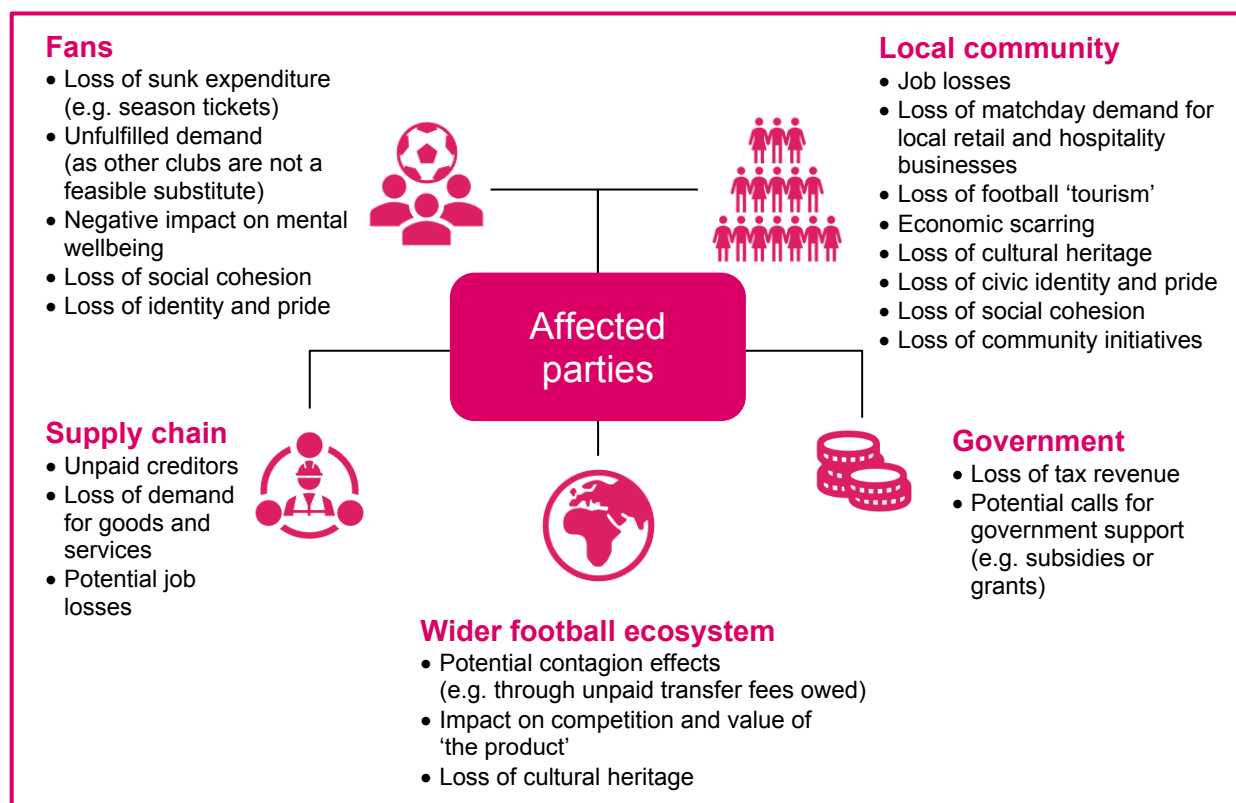 Fans
• Loss of sunk expenditure
(e.g. season tickets)
• Unfulfilled demand
(as other clubs are not a
feasible substitute)
• Negative impact on mental
wellbeing
• Loss of social cohesion
• Loss of identity and pride
Local community
• Job losses
• Loss of matchday demand for
local retail and hospitality
businesses
• Loss of football ‘tourism’
• Economic scarring
• Loss of cultural heritage
• Loss of civic identity and pride
• Loss of social cohesion
• Loss of community initiatives
Affected
parties
Supply chain
• Unpaid creditors
• Loss of demand
for goods and
services
• Potential job
losses
Government
• Loss of tax revenue
• Potential calls for
government support
(e.g. subsidies or
grants)
Wider football ecosystem
• Potential contagion effects
(e.g. through unpaid transfer fees owed)
• Impact on competition and value of
‘the product’
• Loss of cultural heritage